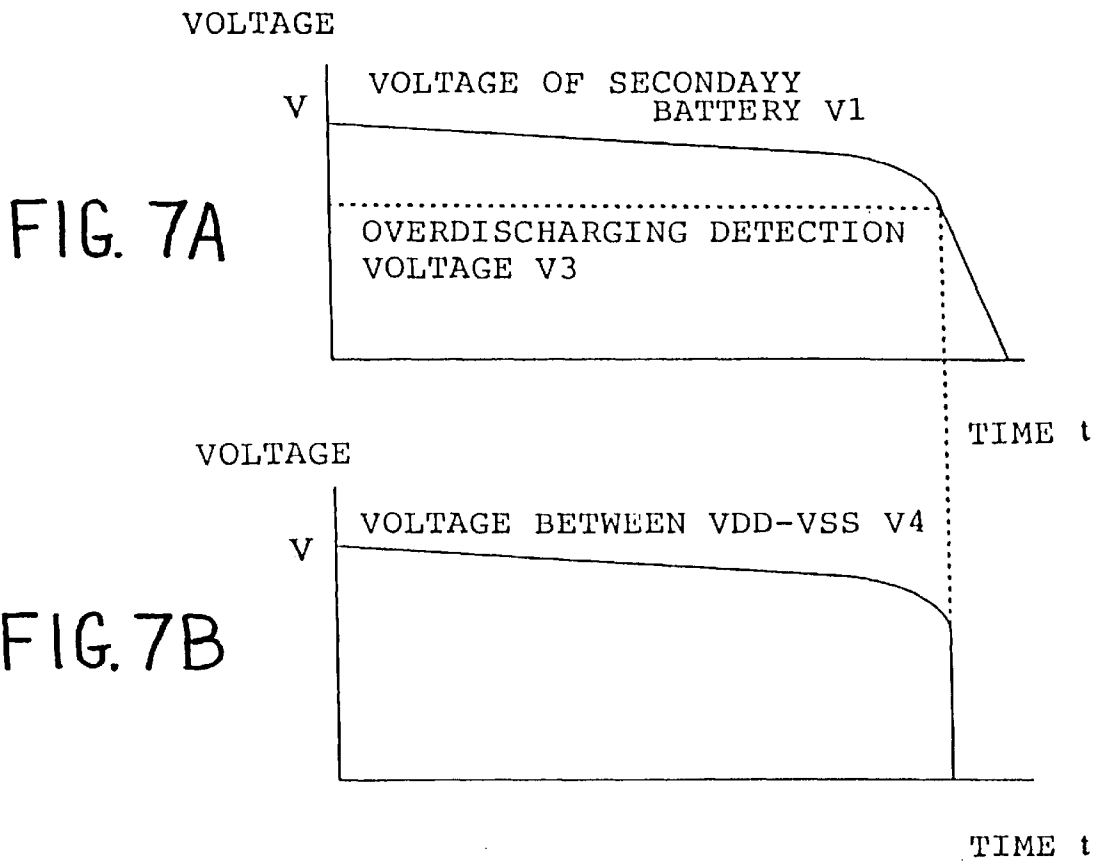 VOLTAGE
V
VOLTAGE OF SECONDAYY
BATTERY V1
FIG. 7A
OVERDISCHARGING DETECTION
VOLTAGE V3
TIME t
VOLTAGE
V
VOLTAGE BETWEEN VDD-VSS V4
FIG. 7B
TIME t